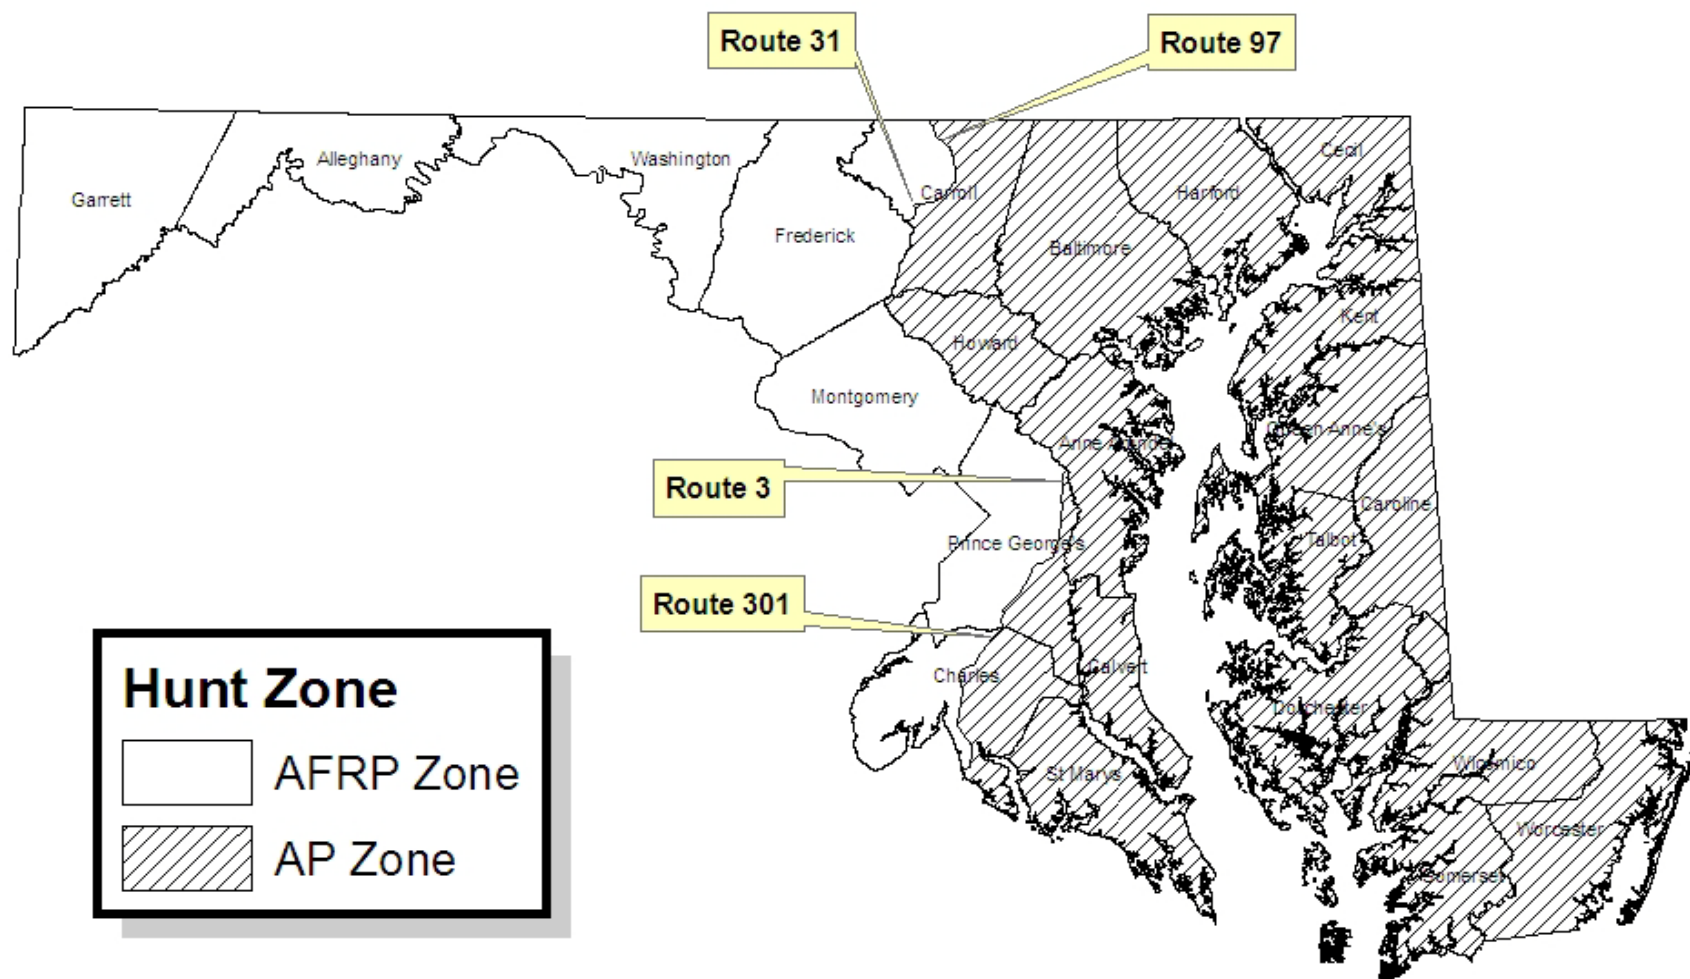 Route 31
Route 97
Garrett
Alleghany
Washington
Frederick
Carroll
Baltimore
Harford
Cecil
Kent
Howard
Montgomery
Anne Arundel
Queen Anne's
Caroline
Talbot
Route 3
Prince George's
Route 301
Charles
Calvert
St Marys
Dorchester
Wicomico
Worcester
Somerset
Hunt Zone
AFRP Zone
AP Zone